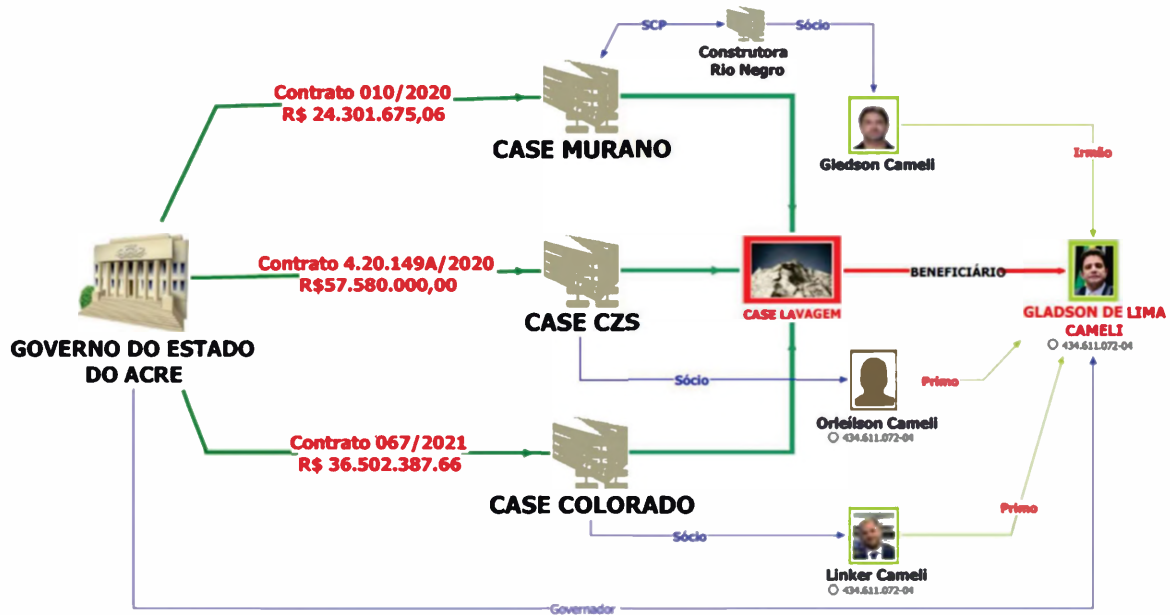 SCP
Sócio
Construtora
Rio Negro
Contrato 010/2020
R$ 24.301.675,06
CASE MURANO
Gledson Cameli
Irmão
Contrato 4.20.149A/2020
R$57.580.000,00
CASE CZS
CASE LAVAGEM
BENEFICIÁRIO
GLADSON DE LIMA
CAMELI
434.611.072-04
GOVERNO DO ESTADO
DO ACRE
Sócio
Primo
Orleilson Cameli
434.611.072-04
Contrato 067/2021
R$ 36.502.387.66
CASE COLORADO
Sócio
Primo
Linker Cameli
434.611.072-04
Governador